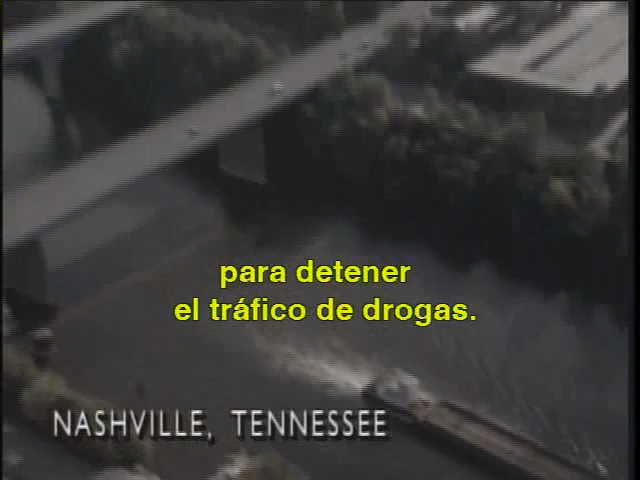 para detener
el tráfico de drogas.
NASHVILLE, TENNESSEE